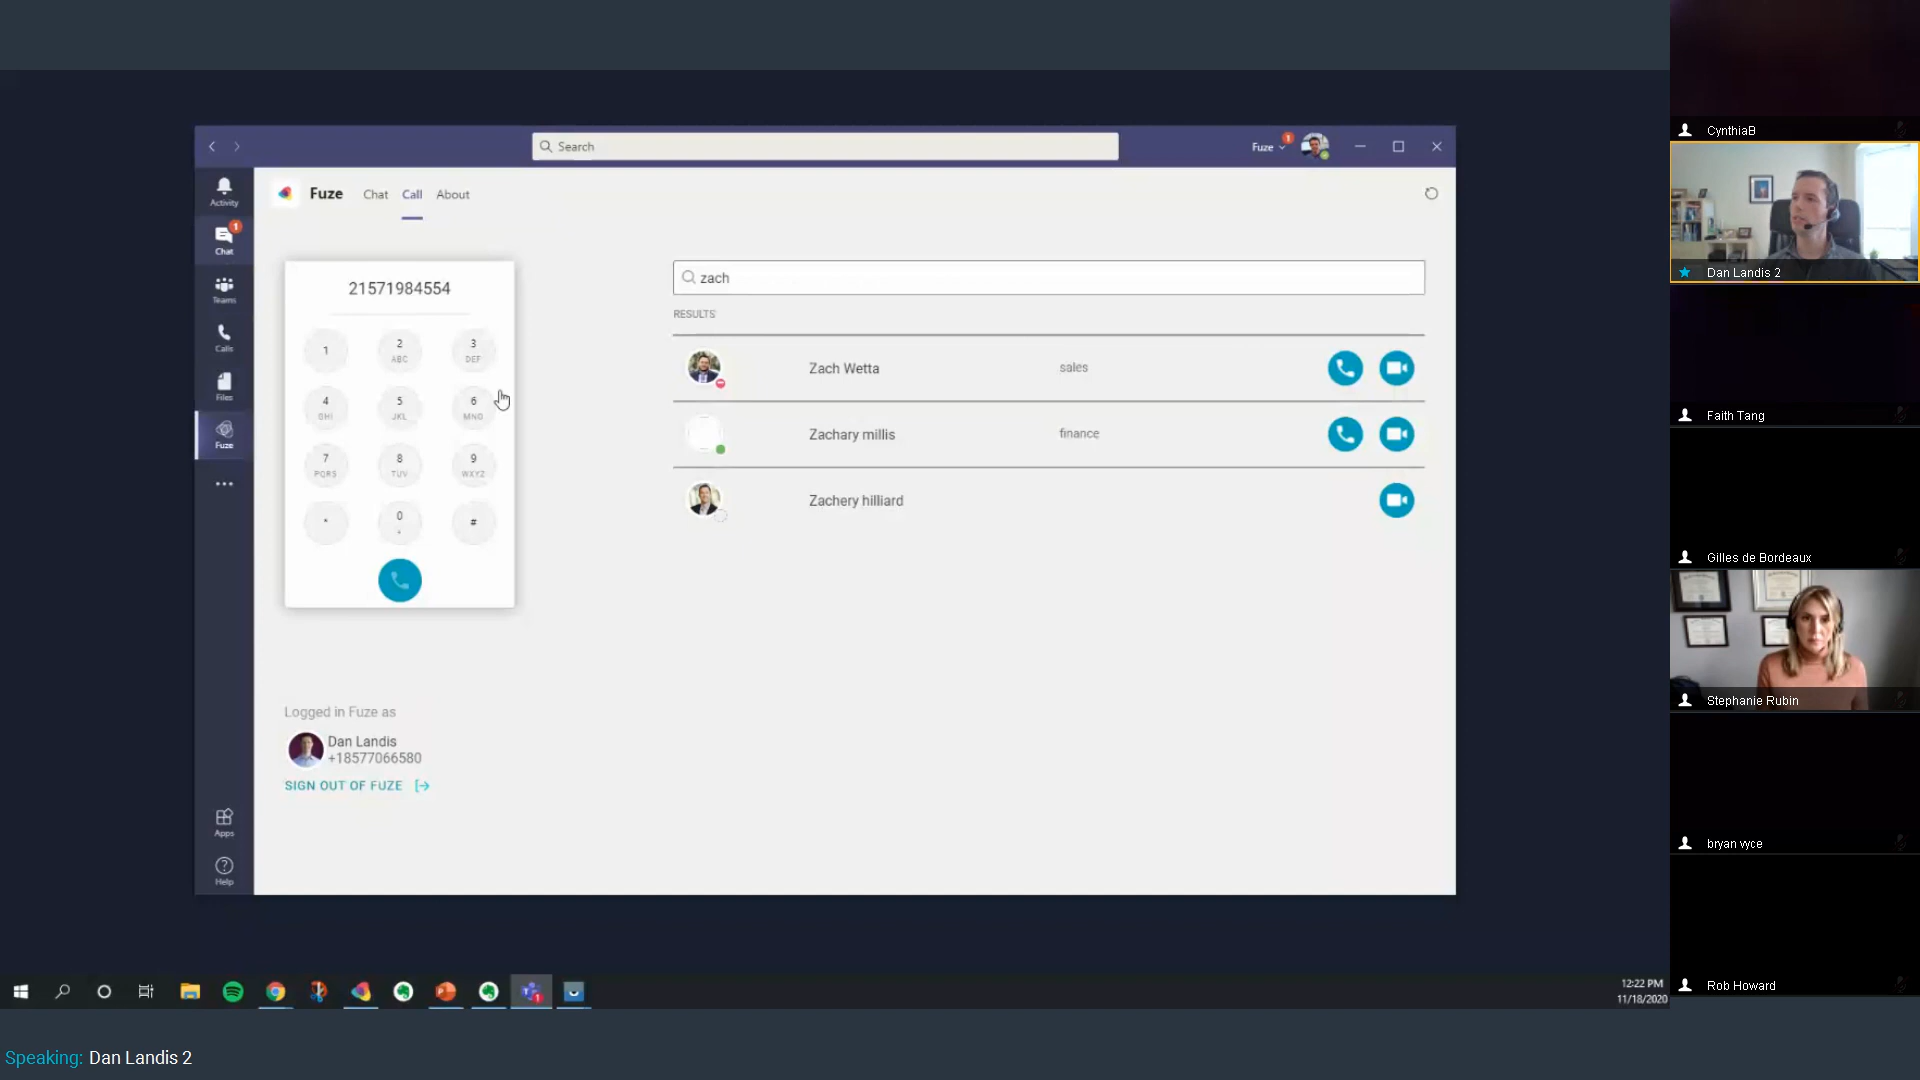 Search
Fuze
1
Activity
1
Chat
Teams
Calls
Files
Fuze
Apps
Help
Fuze Chat Call About
21571984554
1
2
ABC
3
DEF
4
GHI
5
JKL
6
MNO
7
PQRS
8
TUV
9
WXYZ
*
0
+
#
Logged in Fuze as
Dan Landis
+18577066580
SIGN OUT OF FUZE
zach
RESULTS
Zach Wetta sales
Zachary millis finance
Zachery hilliard
12:22 PM
11/18/2020
CynthiaB
Dan Landis 2
Faith Tang
Gilles de Bordeaux
Stephanie Rubin
bryan vyce
Rob Howard
Speaking: Dan Landis 2